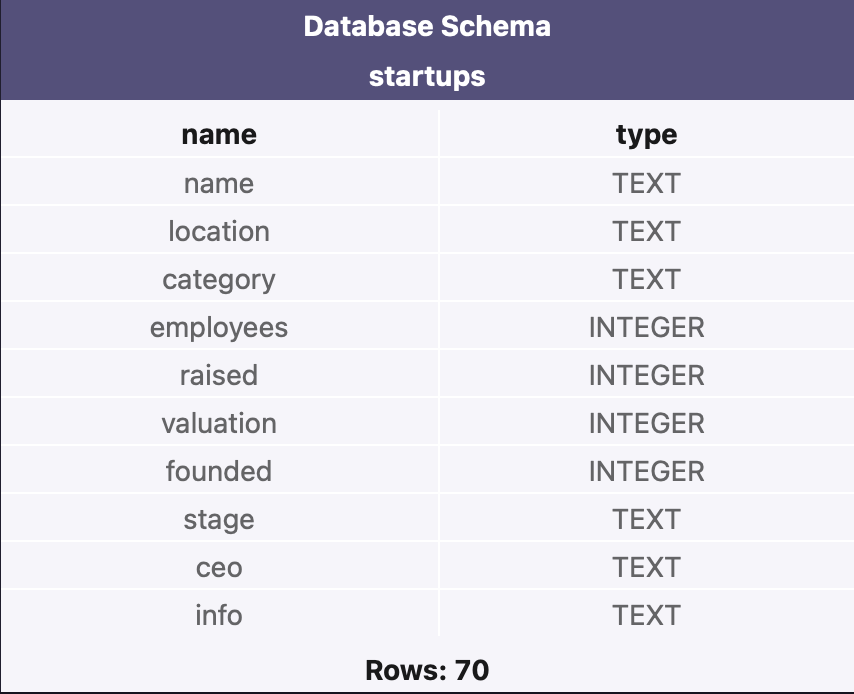 Database Schema
startups
name type
name TEXT
location TEXT
category TEXT
employees INTEGER
raised INTEGER
valuation INTEGER
founded INTEGER
stage TEXT
ceo TEXT
info TEXT
Rows: 70